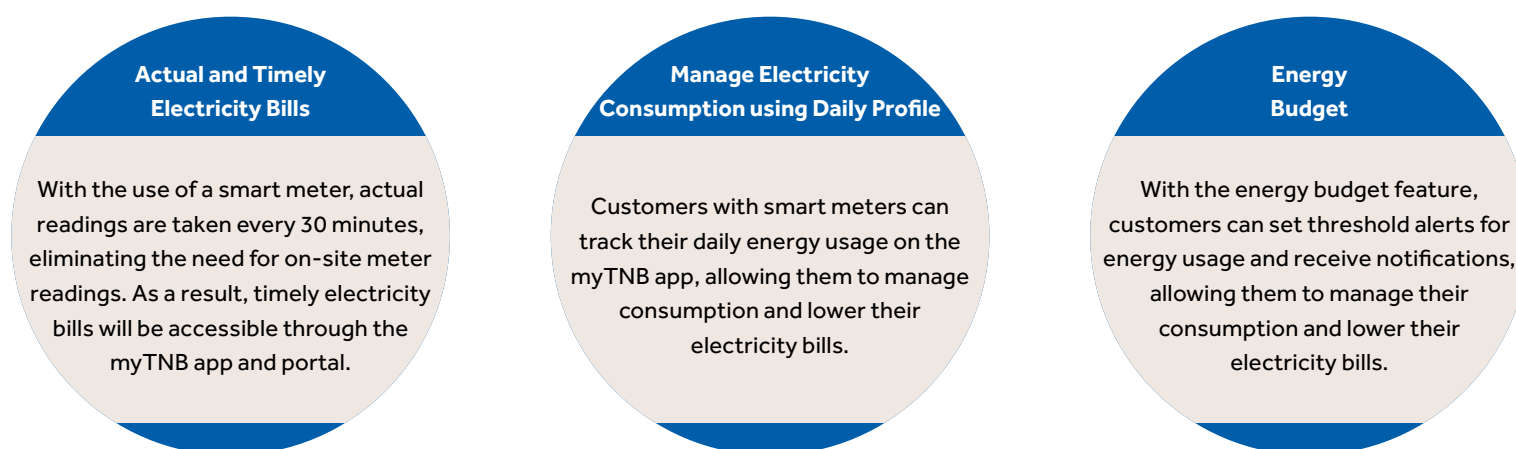 Actual and Timely
Electricity Bills
With the use of a smart meter, actual
readings are taken every 30 minutes,
eliminating the need for on-site meter
readings. As a result, timely electricity
bills will be accessible through the
myTNB app and portal.
Manage Electricity
Consumption using Daily Profile
Customers with smart meters can
track their daily energy usage on the
myTNB app, allowing them to manage
consumption and lower their
electricity bills.
Energy
Budget
With the energy budget feature,
customers can set threshold alerts for
energy usage and receive notifications,
allowing them to manage their
consumption and lower their
electricity bills.